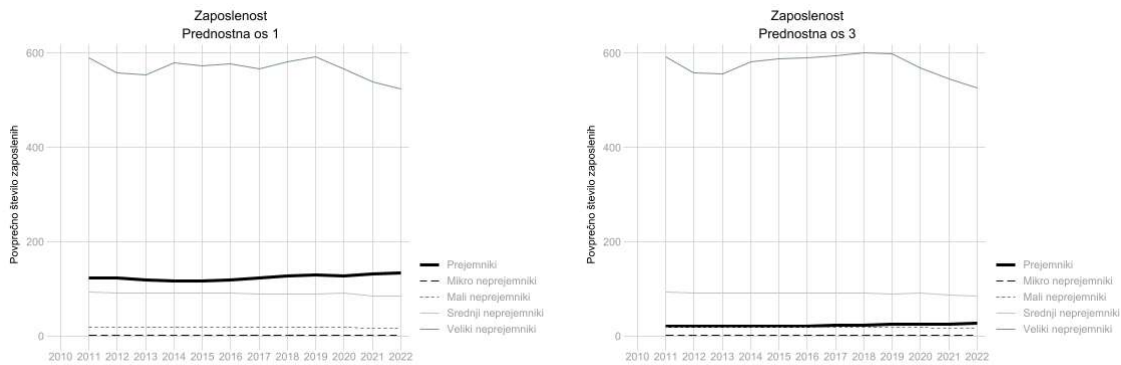 Zaposlenost
Prednostna os 1
Povprečno število zaposlenih
600
400
200
0
2010 2011 2012 2013 2014 2015 2016 2017 2018 2019 2020 2021 2022
Prejemniki
Mikro neprejemniki
Mali neprejemniki
Srednji neprejemniki
Veliki neprejemniki
Zaposlenost
Prednostna os 3
Povprečno število zaposlenih
600
400
200
0
2010 2011 2012 2013 2014 2015 2016 2017 2018 2019 2020 2021 2022
Prejemniki
Mikro neprejemniki
Mali neprejemniki
Srednji neprejemniki
Veliki neprejemniki